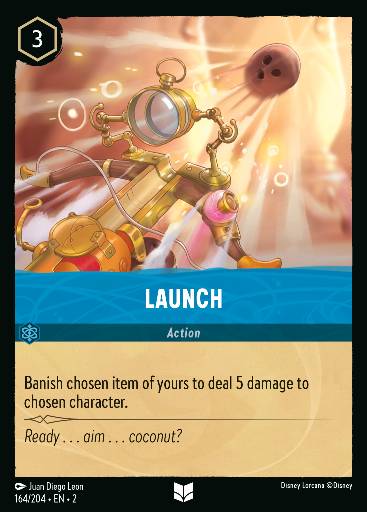 3
LAUNCH
Action
Banish chosen item of yours to deal 5 damage to
chosen character.
Ready . . . aim . . . coconut?
Juan Diego Leon
164/204 • EN • 2
Disney Lorcana ©Disney